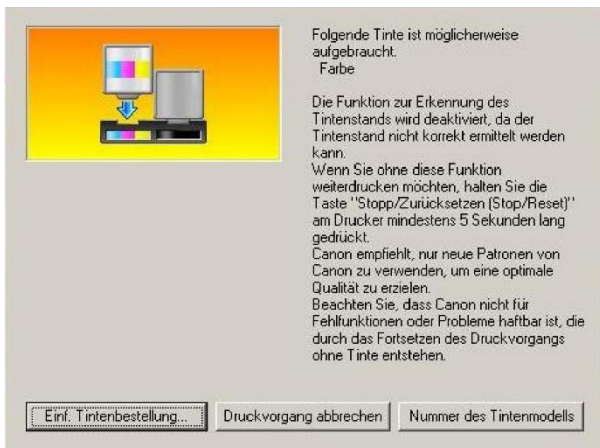 Folgende Tinte ist möglicherweise
aufgebraucht.
Farbe
Die Funktion zur Erkennung des
Tintenstands wird deaktiviert, da der
Tintenstand nicht korrekt ermittelt werden
kann.
Wenn Sie ohne diese Funktion
weiterdrucken möchten, halten Sie die
Taste "Stopp/Zurücksetzen (Stop/Reset)"
am Drucker mindestens 5 Sekunden lang
gedrückt.
Canon empfiehlt, nur neue Patronen von
Canon zu verwenden, um eine optimale
Qualität zu erzielen.
Beachten Sie, dass Canon nicht für
Fehlfunktionen oder Probleme haftbar ist, die
durch das Fortsetzen des Druckvorgangs
ohne Tinte entstehen.
Einf. Tintenbestellung... Druckvorgang abbrechen Nummer des Tintenmodells